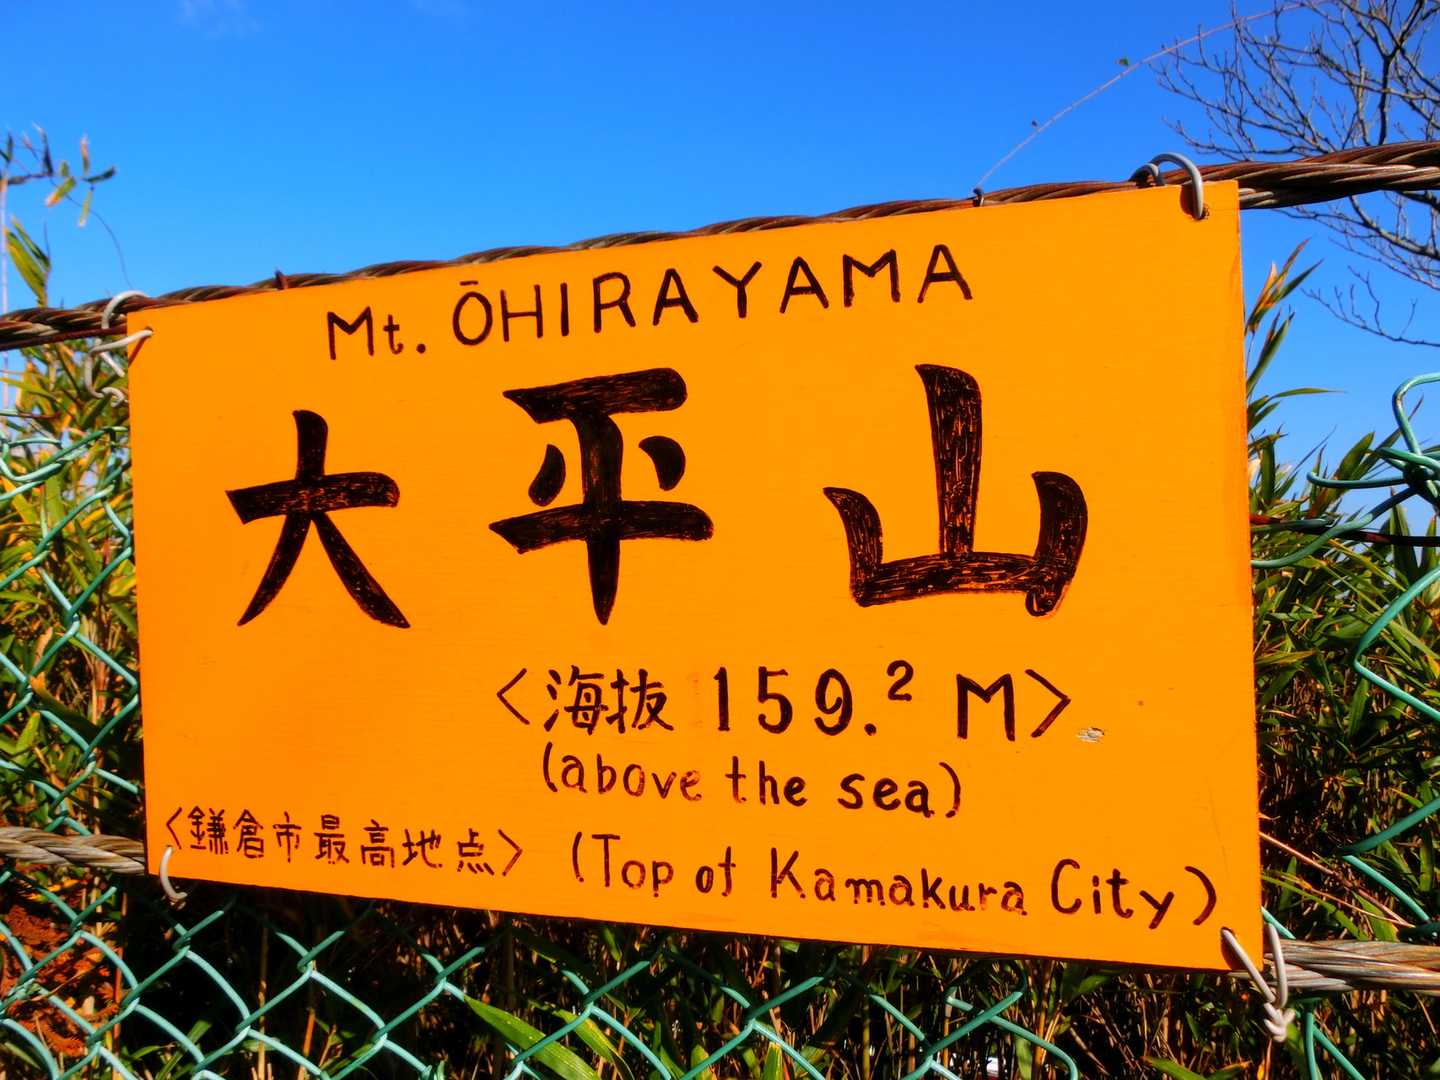 Mt. ŌHIRAYAMA
大平山
<海抜 159.² M>
(above the sea)
<鎌倉市最高地点> (Top of Kamakura City)